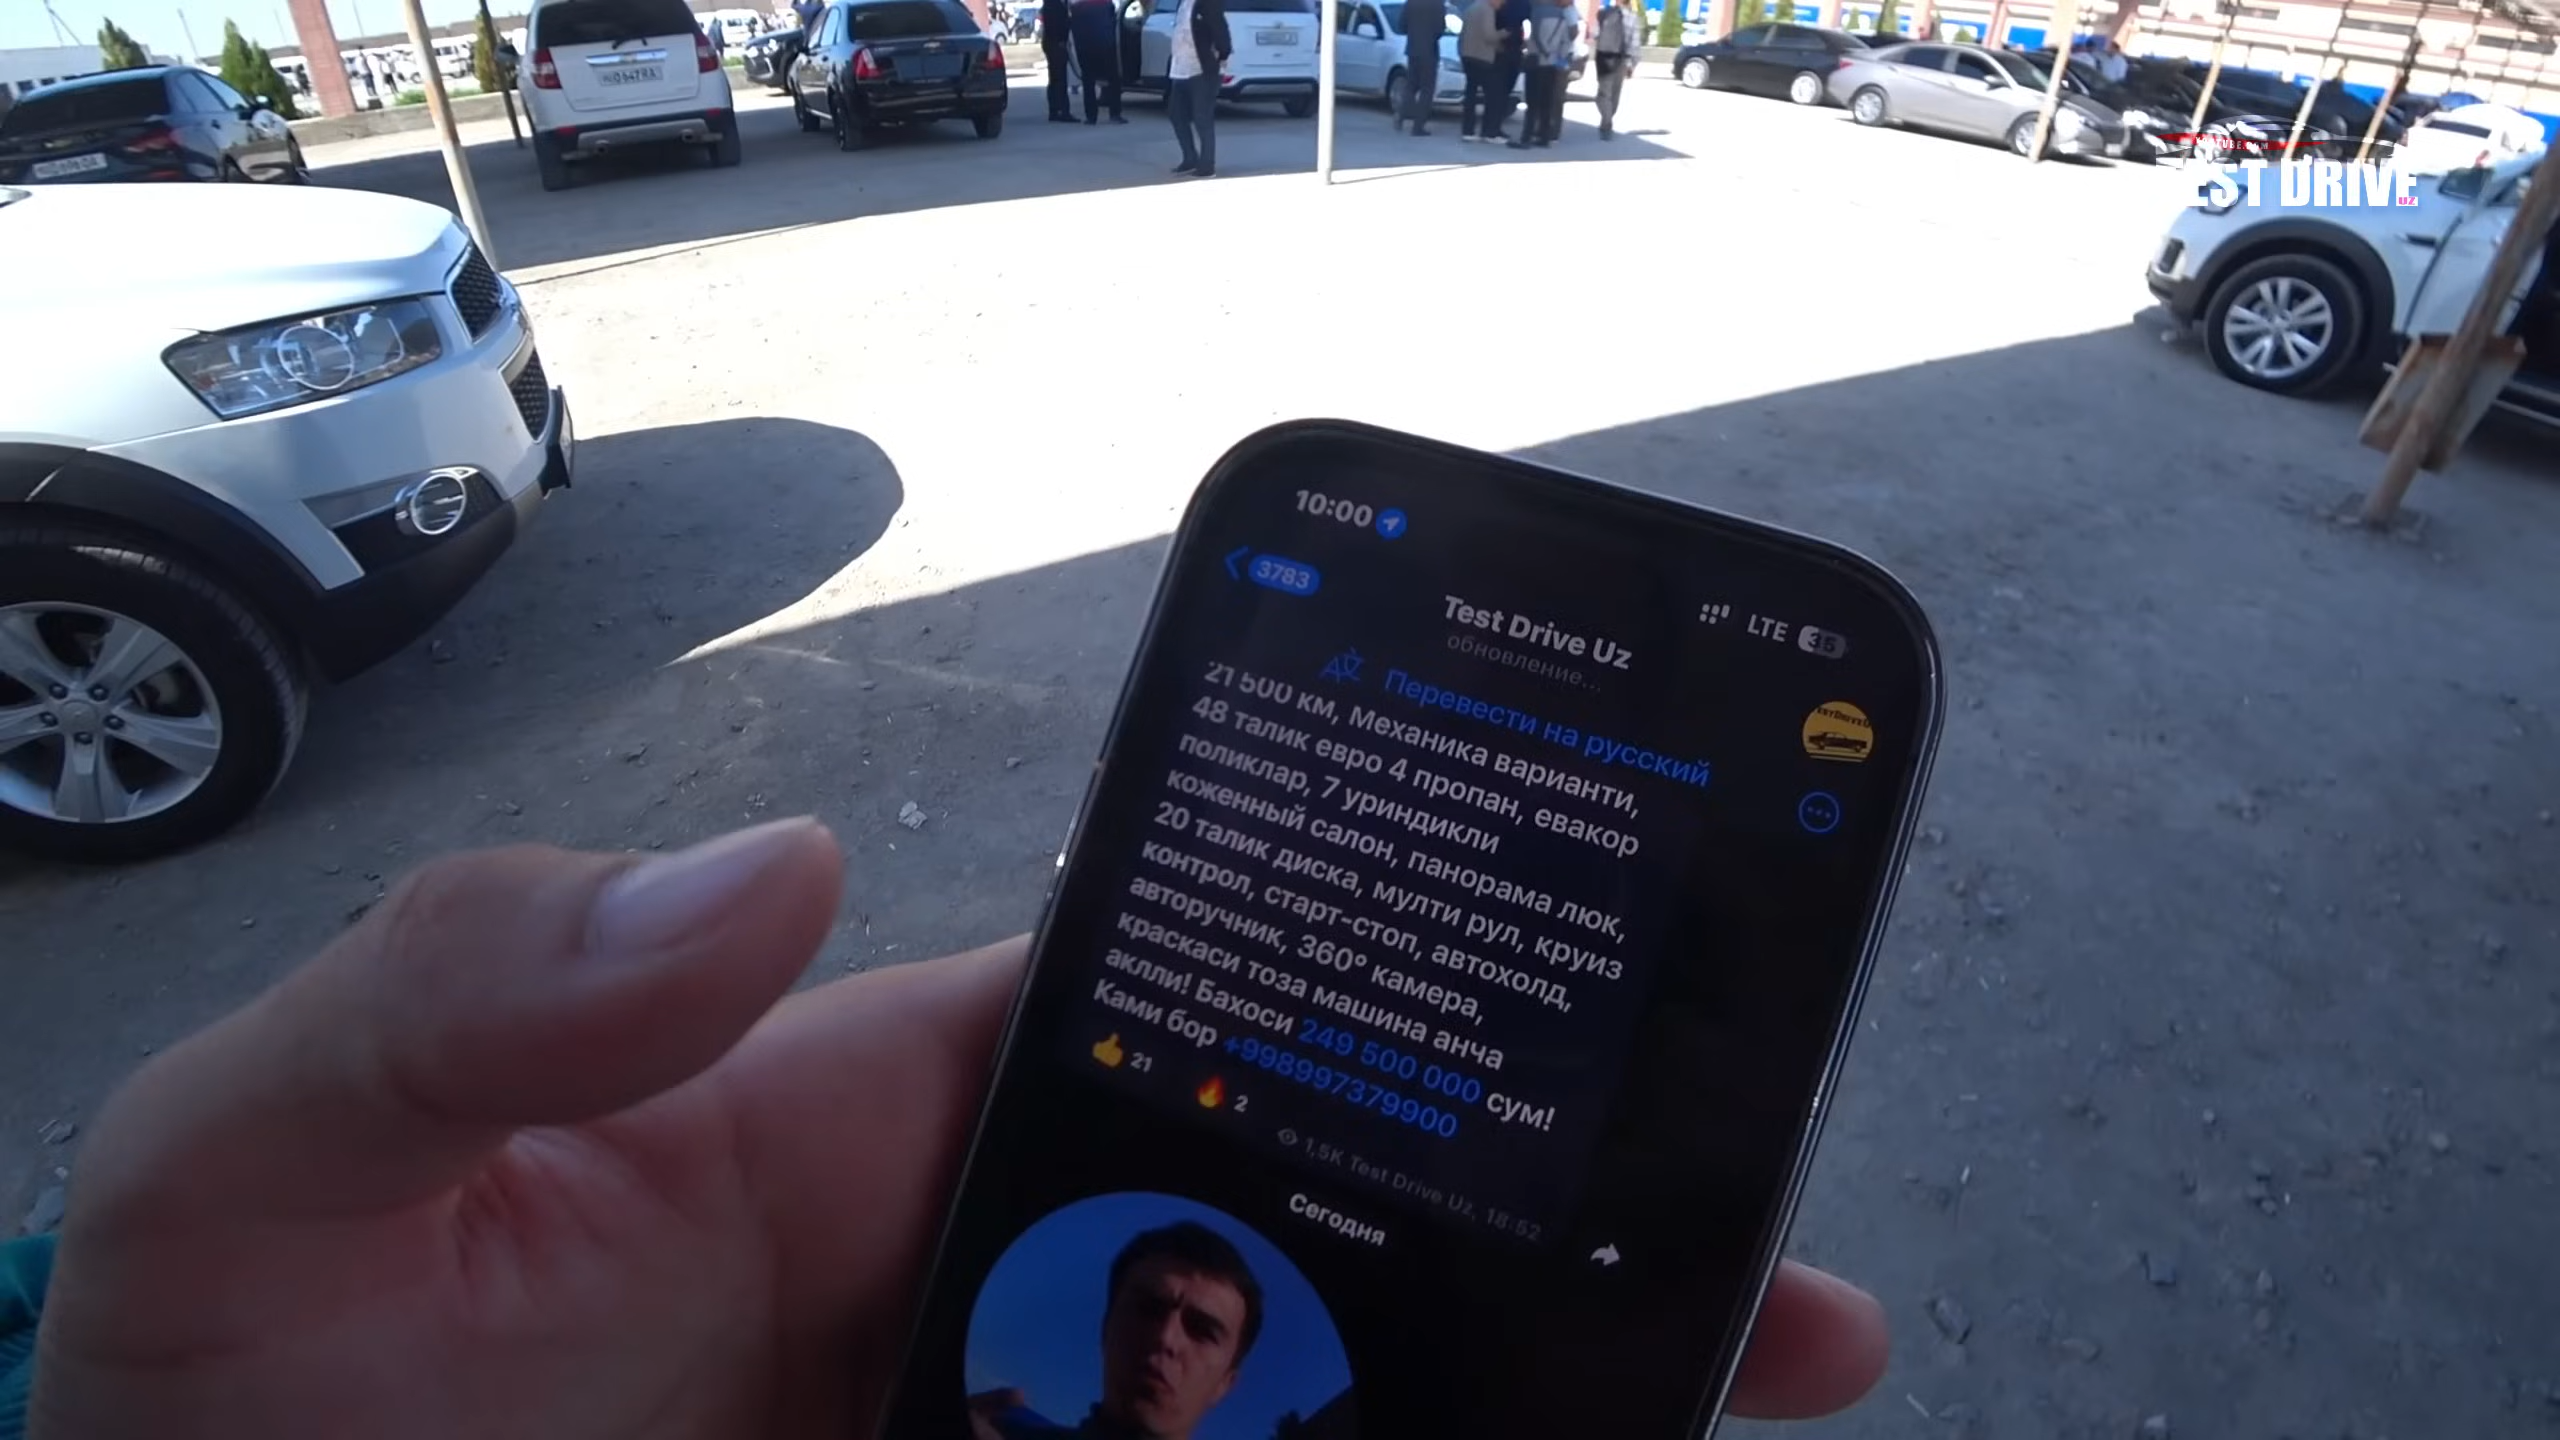 EST DRIVE
UZ
10:00
LTE 35
3783
Test Drive Uz
обновление...
Перевести на русский
21 500 км, механика варианти,
48 талик евро 4 пропан, евакор
поликлар, 7 уриндикли
коженный салон, панорама люк,
20 талик диска, мулти рул, круиз
контрол, старт-стоп, автохолд,
авторучник, 360° камера,
краскаси тоза машина анча
аклли! Бахоси 249 500 000 сум!
Ками бор +998997379900
21 2
1,5K Test Drive Uz, 18:52
Сегодня